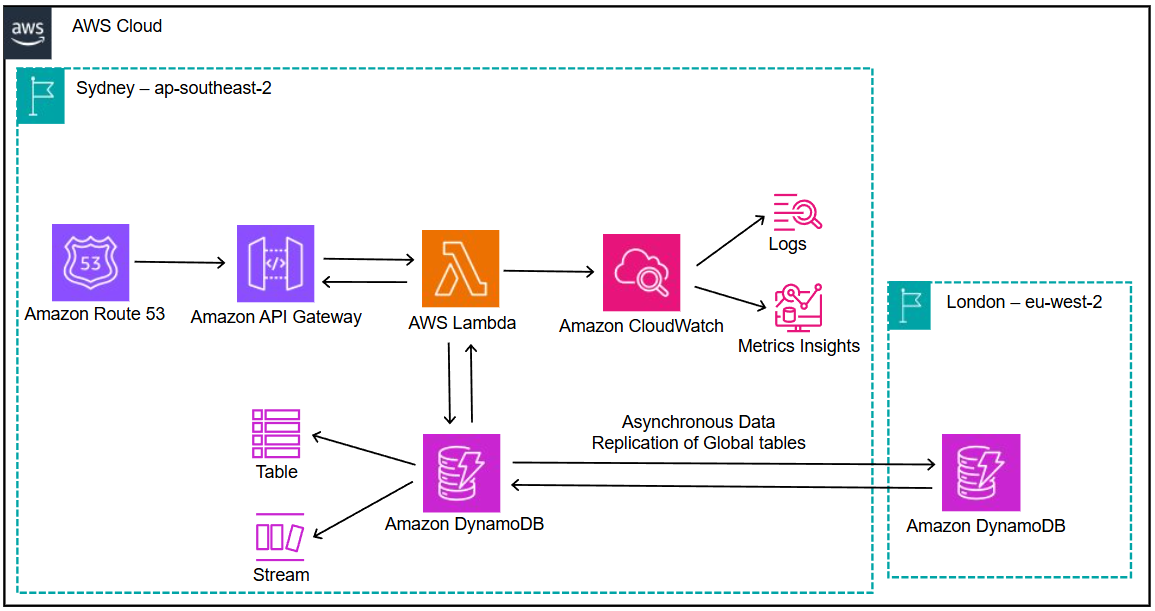 aws
AWS Cloud
Sydney – ap-southeast-2
53
Amazon Route 53
</>
Amazon API Gateway
AWS Lambda
Amazon CloudWatch
Logs
Metrics Insights
London – eu-west-2
Asynchronous Data
Replication of Global tables
Table
Amazon DynamoDB
Stream
Amazon DynamoDB